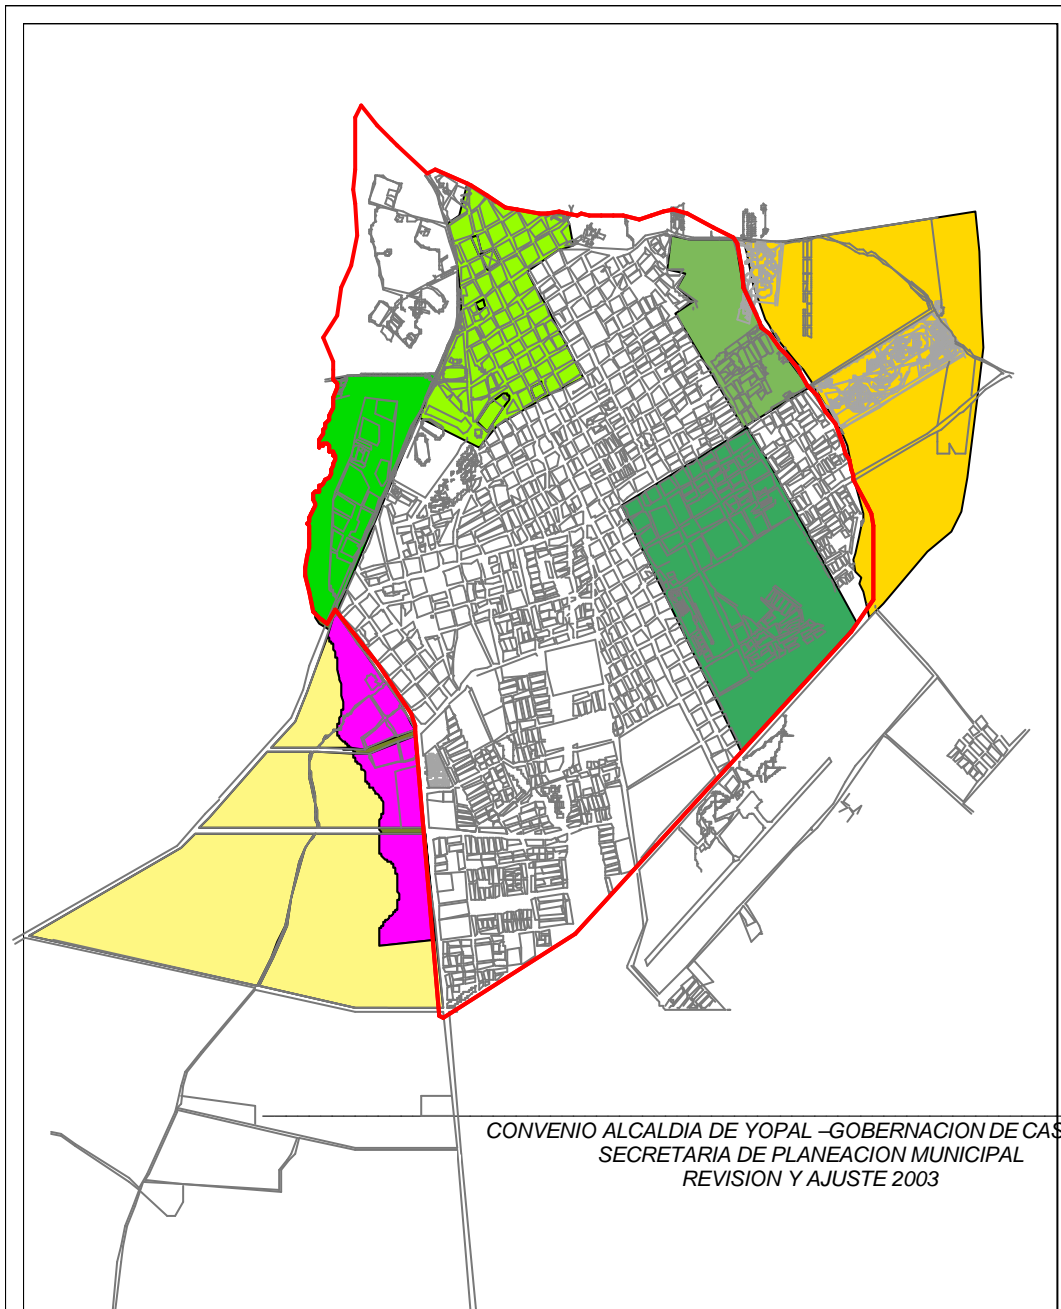 CONVENIO ALCALDIA DE YOPAL –GOBERNACION DE CAS
SECRETARIA DE PLANEACION MUNICIPAL
REVISION Y AJUSTE 2003